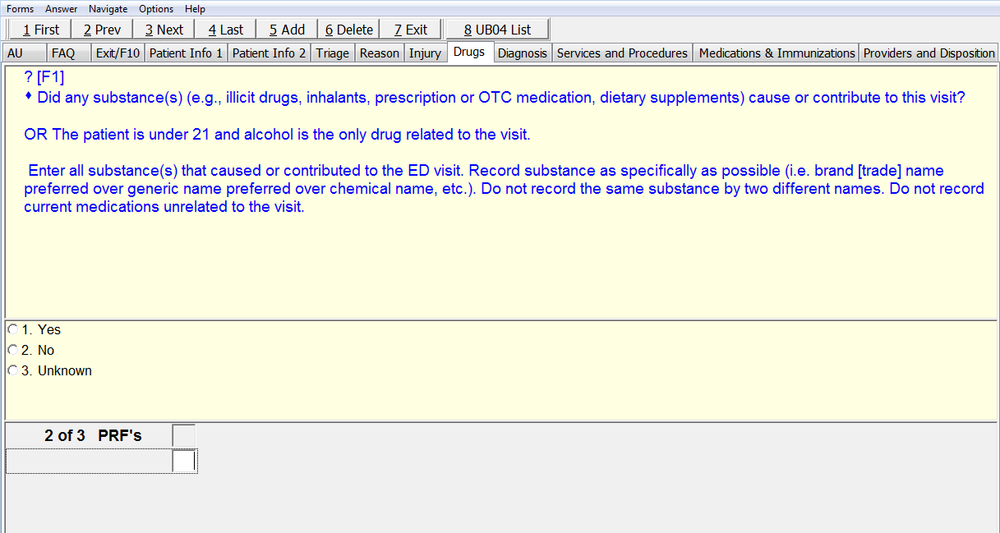 Forms Answer Navigate Options Help
1 First 2 Prev 3 Next 4 Last 5 Add 6 Delete 7 Exit 8 UB04 List
AU FAQ Exit/F10 Patient Info 1 Patient Info 2 Triage Reason Injury Drugs Diagnosis Services and Procedures Medications & Immunizations Providers and Disposition
? [F1]
♦ Did any substance(s) (e.g., illicit drugs, inhalants, prescription or OTC medication, dietary supplements) cause or contribute to this visit?
OR The patient is under 21 and alcohol is the only drug related to the visit.
Enter all substance(s) that caused or contributed to the ED visit. Record substance as specifically as possible (i.e. brand [trade] name
preferred over generic name preferred over chemical name, etc.). Do not record the same substance by two different names. Do not record
current medications unrelated to the visit.
1. Yes
2. No
3. Unknown
2 of 3 PRF's